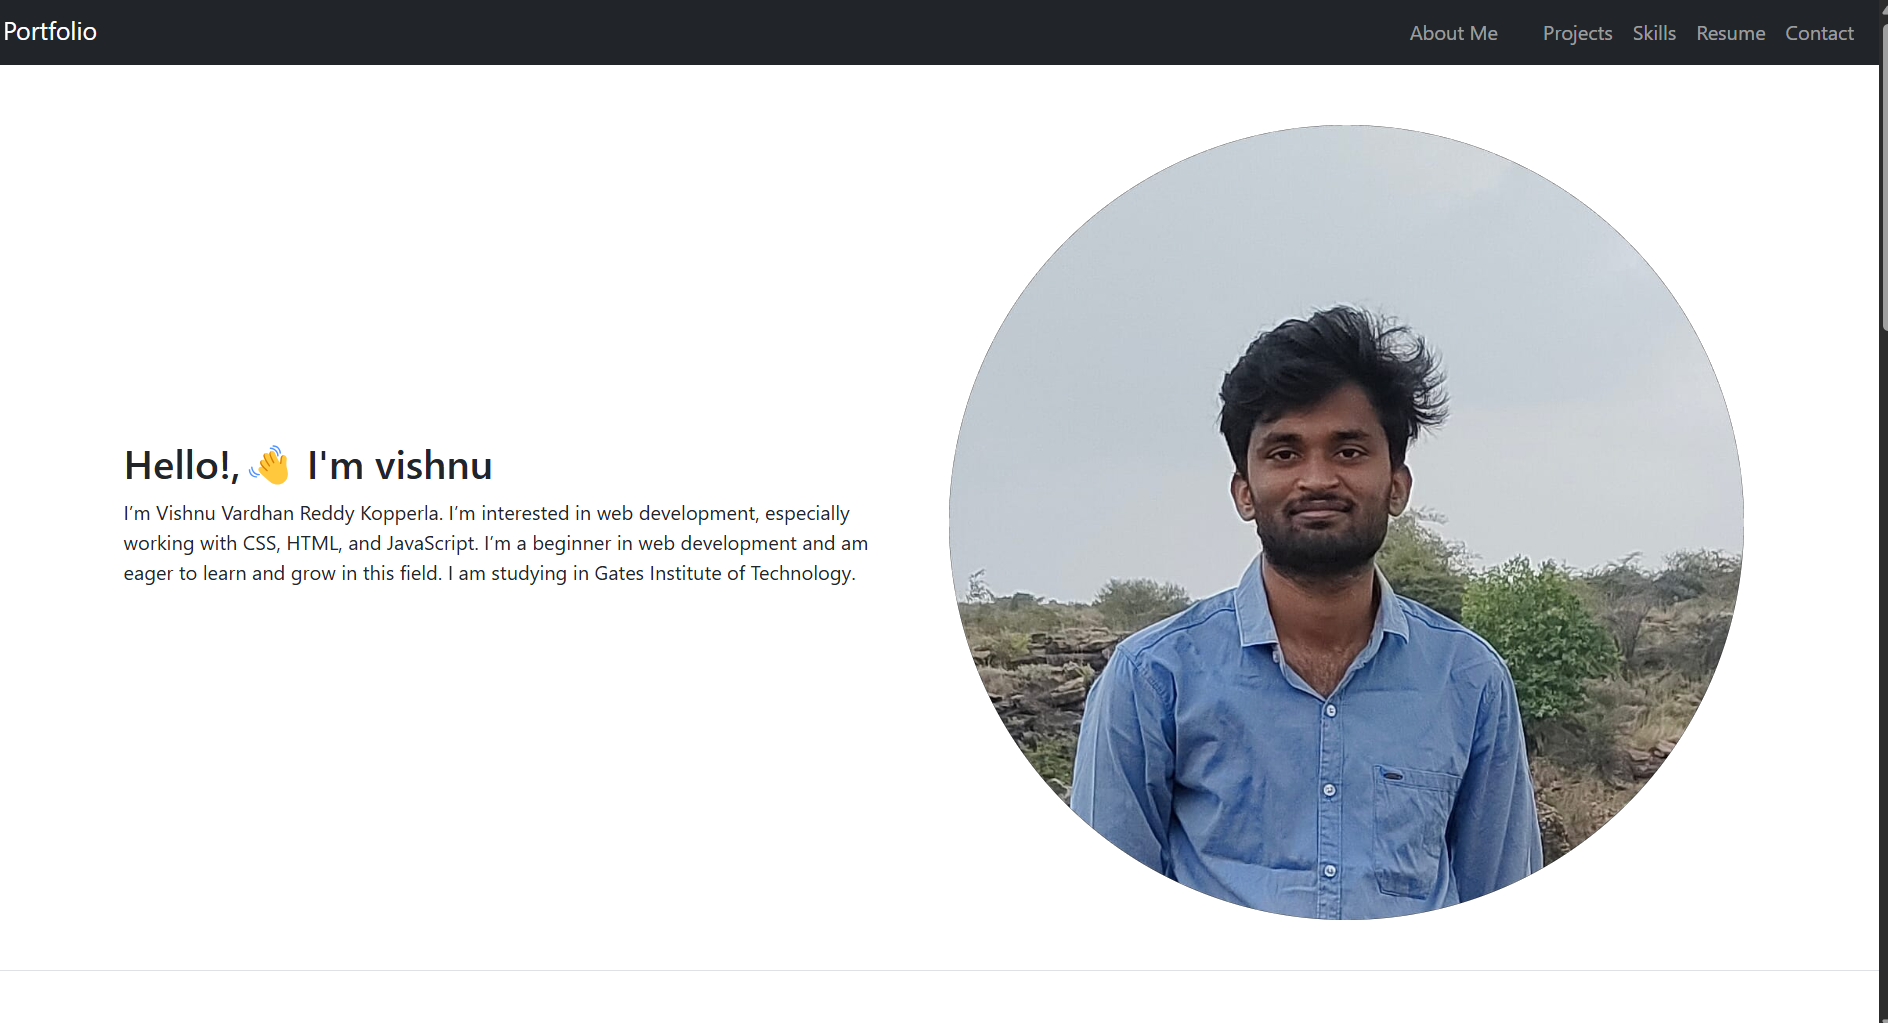 Portfolio
About Me Projects Skills Resume Contact
Hello!,👋 I'm vishnu
I’m Vishnu Vardhan Reddy Kopperla. I’m interested in web development, especially
working with CSS, HTML, and JavaScript. I’m a beginner in web development and am
eager to learn and grow in this field. I am studying in Gates Institute of Technology.